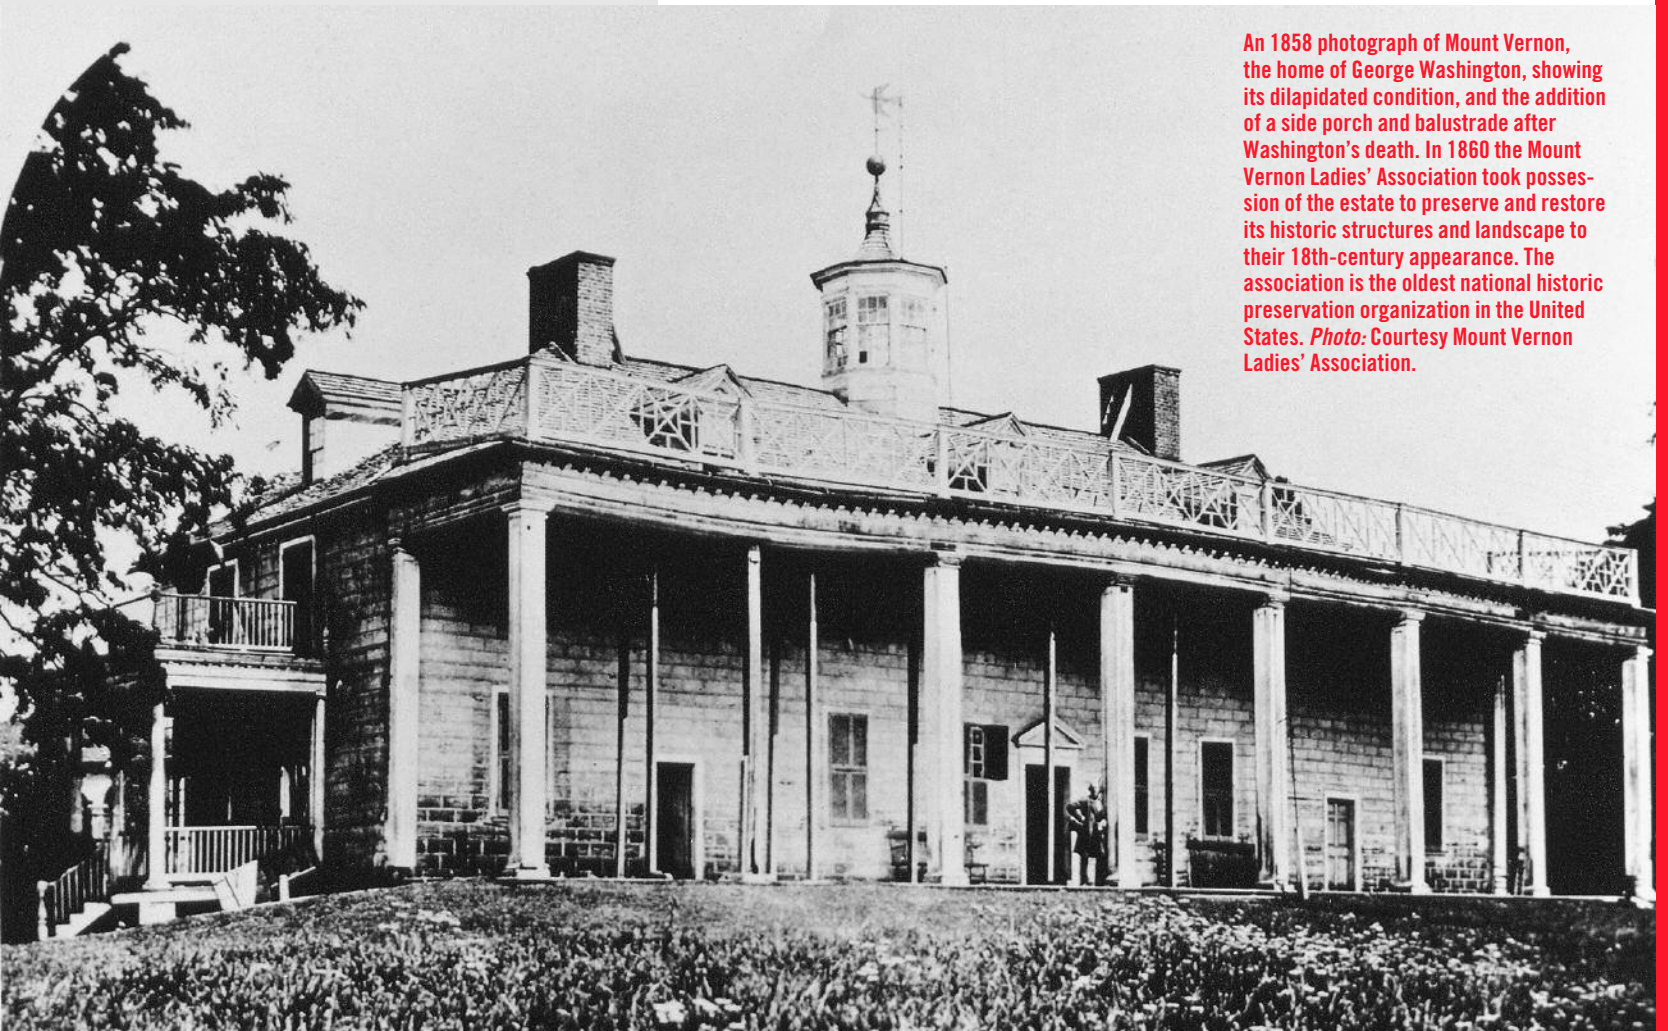 An 1858 photograph of Mount Vernon,
the home of George Washington, showing
its dilapidated condition, and the addition
of a side porch and balustrade after
Washington’s death. In 1860 the Mount
Vernon Ladies’ Association took posses-
sion of the estate to preserve and restore
its historic structures and landscape to
their 18th-century appearance. The
association is the oldest national historic
preservation organization in the United
States. Photo: Courtesy Mount Vernon
Ladies’ Association.